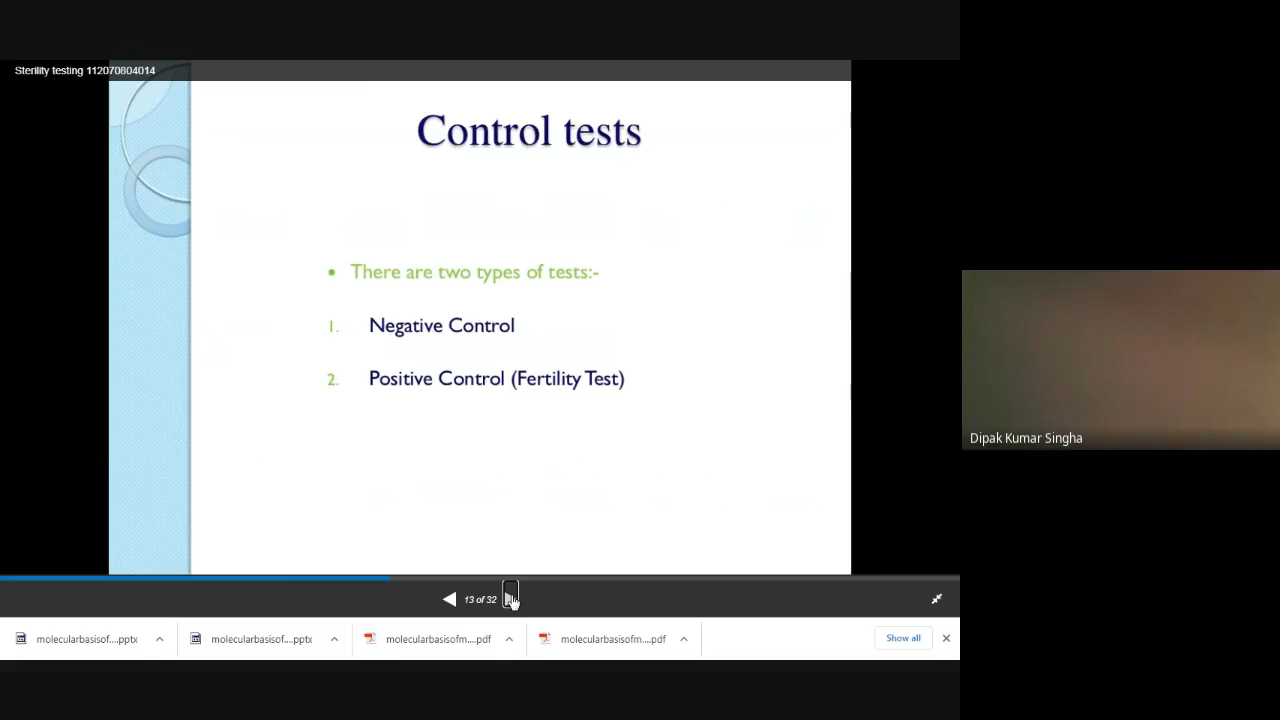 Sterility testing 112070804014
Control tests
• There are two types of tests:-
1. Negative Control
2. Positive Control (Fertility Test)
Dipak Kumar Singha
13 of 32
molecularbasisof....pptx
molecularbasisof....pptx
molecularbasisofm....pdf
molecularbasisofm....pdf
Show all